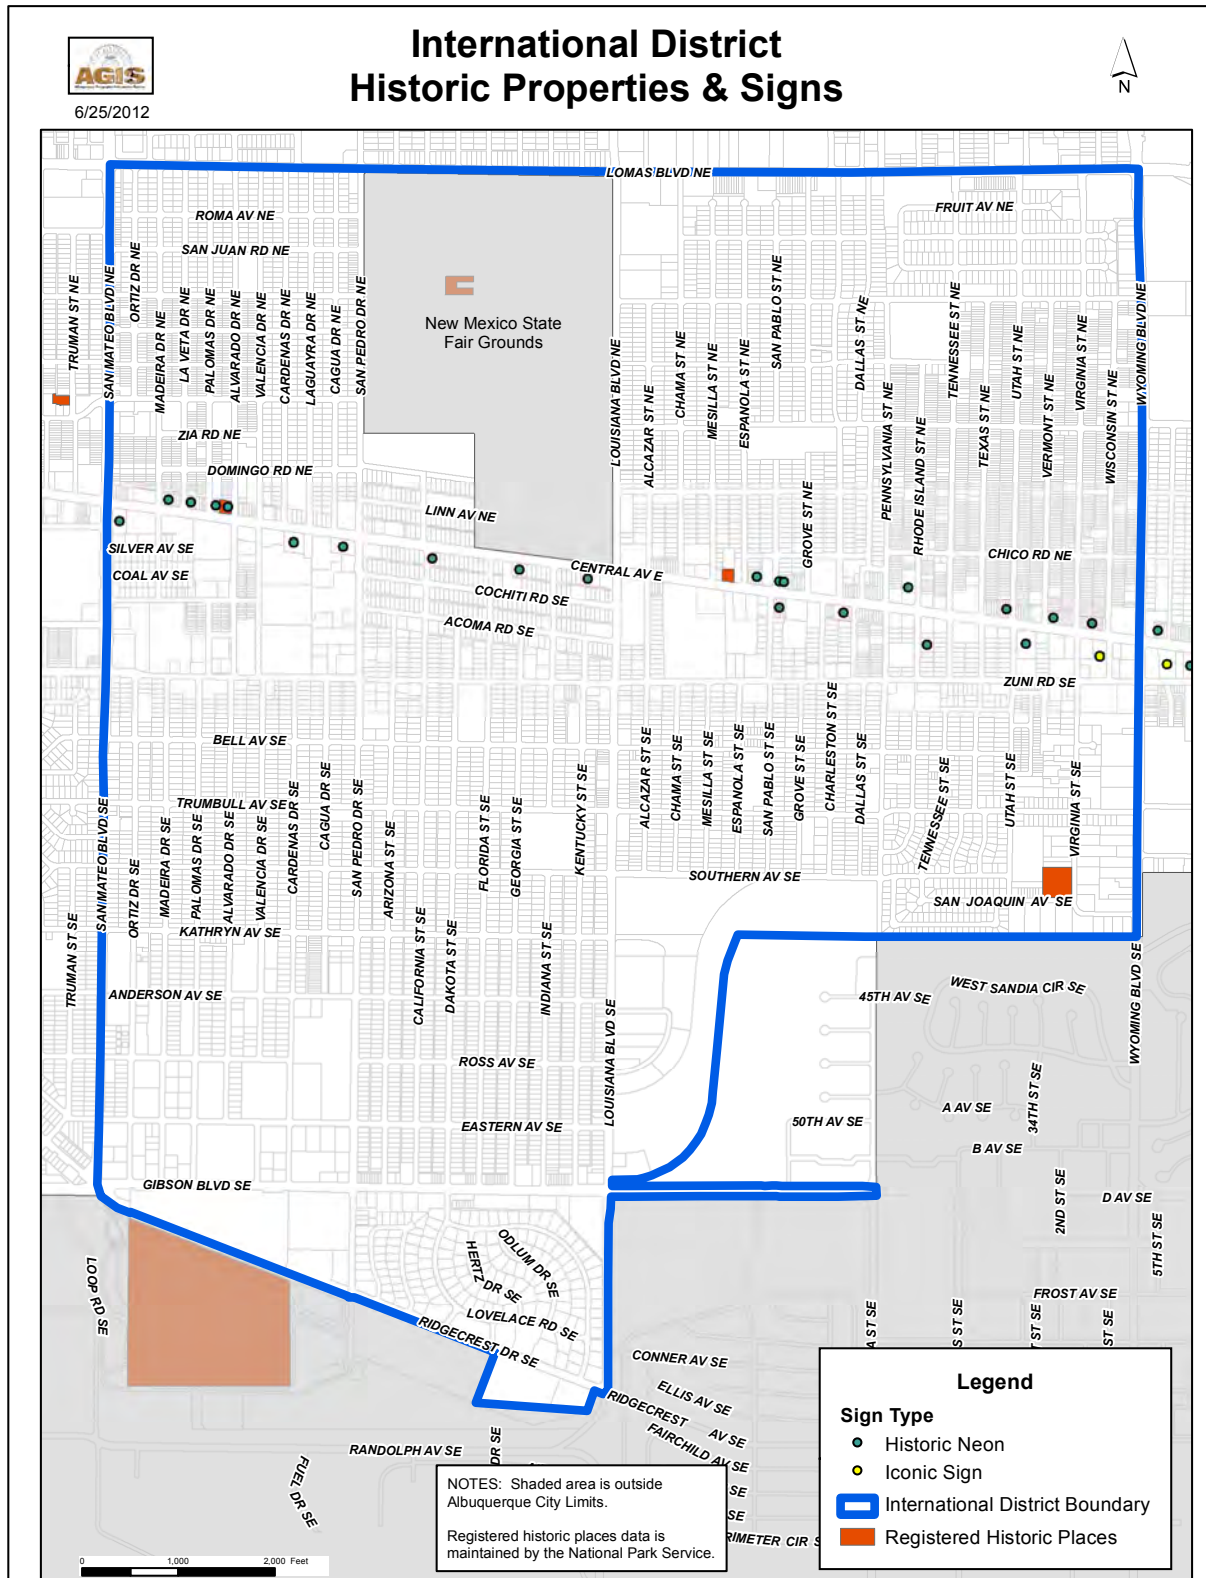 International District
Historic Properties & Signs
AGIS
6/25/2012
N
LOMAS BLVD NE
ROMA AV NE
FRUIT AV NE
SAN JUAN RD NE
TRUMAN ST NE
SAN MATEO BLVD NE
ORTIZ DR NE
MADEIRA DR NE
LA VETA DR NE
PALOMAS DR NE
ALVARADO DR NE
VALENCIA DR NE
CARDENAS DR NE
LAGUAYRA DR NE
CAGUA DR NE
SAN PEDRO DR NE
New Mexico State
Fair Grounds
LOUISIANA BLVD NE
ALCAZAR ST NE
CHAMA ST NE
MESILLA ST NE
ESPANOLA ST NE
SAN PABLO ST NE
GROVE ST NE
DALLAS ST NE
PENNSYLVANIA ST NE
RHODE ISLAND ST NE
TENNESSEE ST NE
TEXAS ST NE
UTAH ST NE
VERMONT ST NE
VIRGINIA ST NE
WISCONSIN ST NE
WYOMING BLVD NE
ZIA RD NE
DOMINGO RD NE
LINN AV NE
SILVER AV SE
COAL AV SE
CENTRAL AV E
CHICO RD NE
COCHITI RD SE
ACOMA RD SE
ZUNI RD SE
BELL AV SE
TRUMBULL AV SE
TRUMAN ST SE
SAN MATEO BLVD SE
ORTIZ DR SE
MADEIRA DR SE
PALOMAS DR SE
ALVARADO DR SE
VALENCIA DR SE
CARDENAS DR SE
CAGUA DR SE
SAN PEDRO DR SE
ARIZONA ST SE
CALIFORNIA ST SE
DAKOTA ST SE
FLORIDA ST SE
GEORGIA ST SE
INDIANA ST SE
KENTUCKY ST SE
LOUISIANA BLVD SE
ALCAZAR ST SE
CHAMA ST SE
MESILLA ST SE
ESPANOLA ST SE
SAN PABLO ST SE
GROVE ST SE
CHARLESTON ST SE
DALLAS ST SE
TENNESSEE ST SE
UTAH ST SE
VIRGINIA ST SE
SOUTHERN AV SE
SAN JOAQUIN AV SE
KATHRYN AV SE
ANDERSON AV SE
WYOMING BLVD SE
45TH AV SE
WEST SANDIA CIR SE
ROSS AV SE
A AV SE
34TH ST SE
50TH AV SE
EASTERN AV SE
B AV SE
GIBSON BLVD SE
2ND ST SE
D AV SE
5TH ST SE
LOOP RD SE
HERTZ DR SE
ODLUM DR SE
LOVELACE RD SE
RIDGECREST DR SE
FROST AV SE
A ST SE
S ST SE
T ST SE
ST SE
CONNER AV SE
ELLIS AV SE
RIDGECREST AV SE
FAIRCHILD AV SE
RANDOLPH AV SE
FUEL DR SE
DR SE
SE
SE
RIMETER CIR S
NOTES: Shaded area is outside
Albuquerque City Limits.
Registered historic places data is
maintained by the National Park Service.
Legend
Sign Type
Historic Neon
Iconic Sign
International District Boundary
Registered Historic Places
0 1,000 2,000 Feet